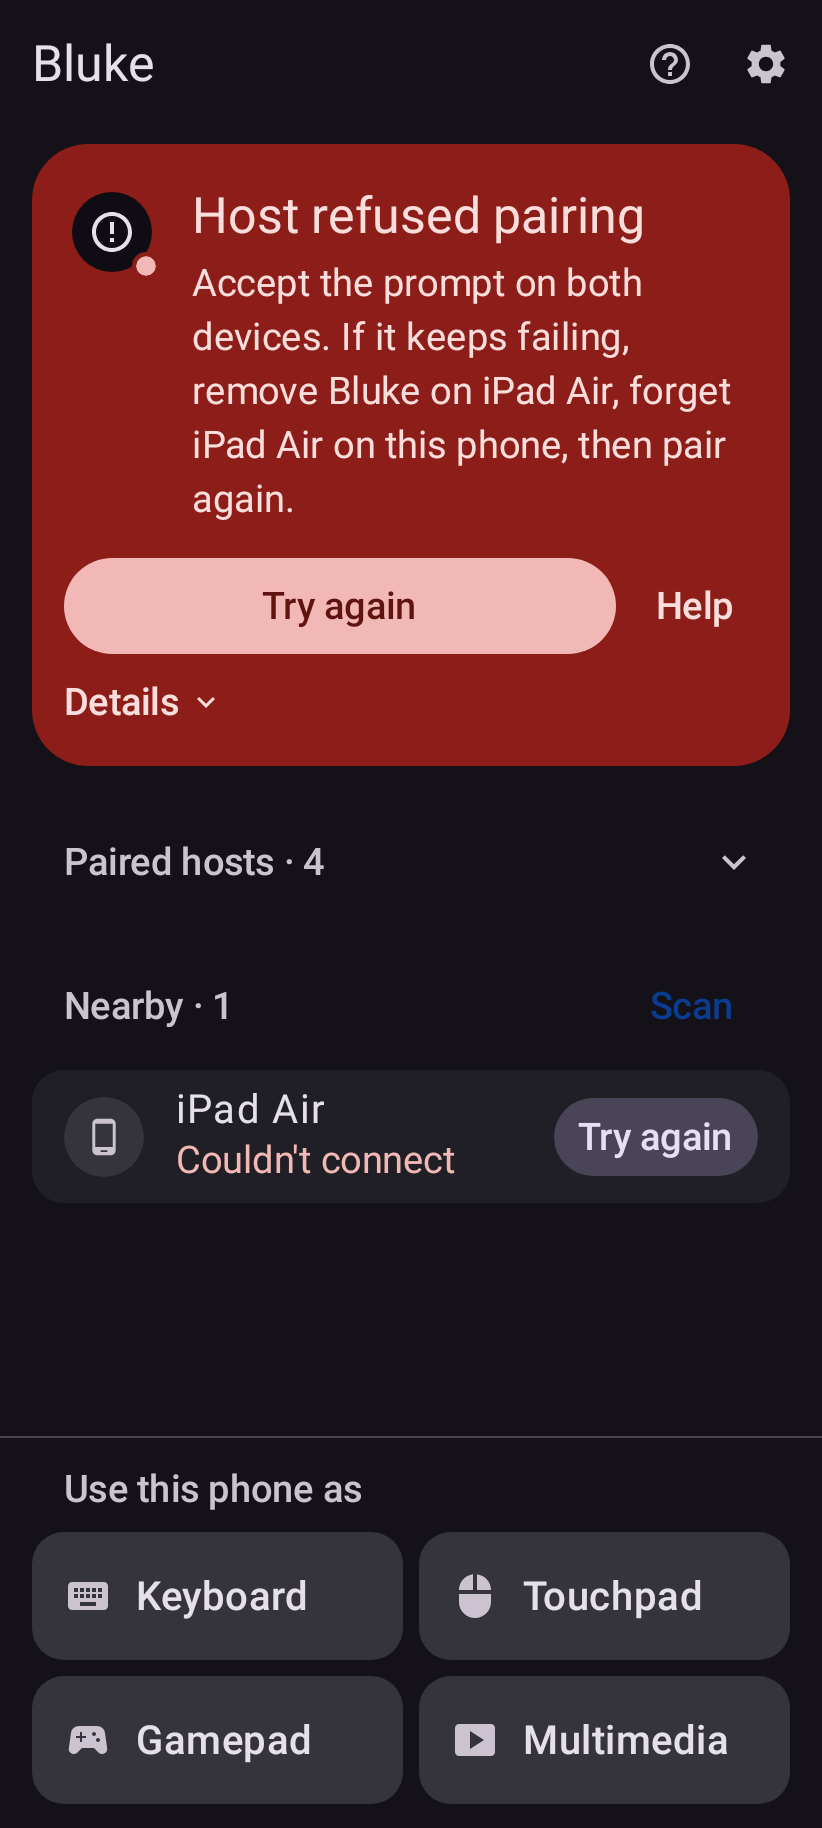 Bluke
Host refused pairing
Accept the prompt on both
devices. If it keeps failing,
remove Bluke on iPad Air, forget
iPad Air on this phone, then pair
again.
Try again
Help
Details
Paired hosts · 4
Nearby · 1
Scan
iPad Air
Couldn't connect
Try again
Use this phone as
Keyboard
Touchpad
Gamepad
Multimedia